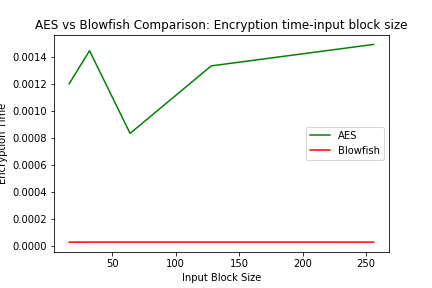 AES vs Blowfish Comparison: Encryption time-input block size
0.0014
0.0012
0.0010
0.0008
0.0006
0.0004
0.0002
0.0000
Encryption Time
AES
Blowfish
50
100
150
200
250
Input Block Size